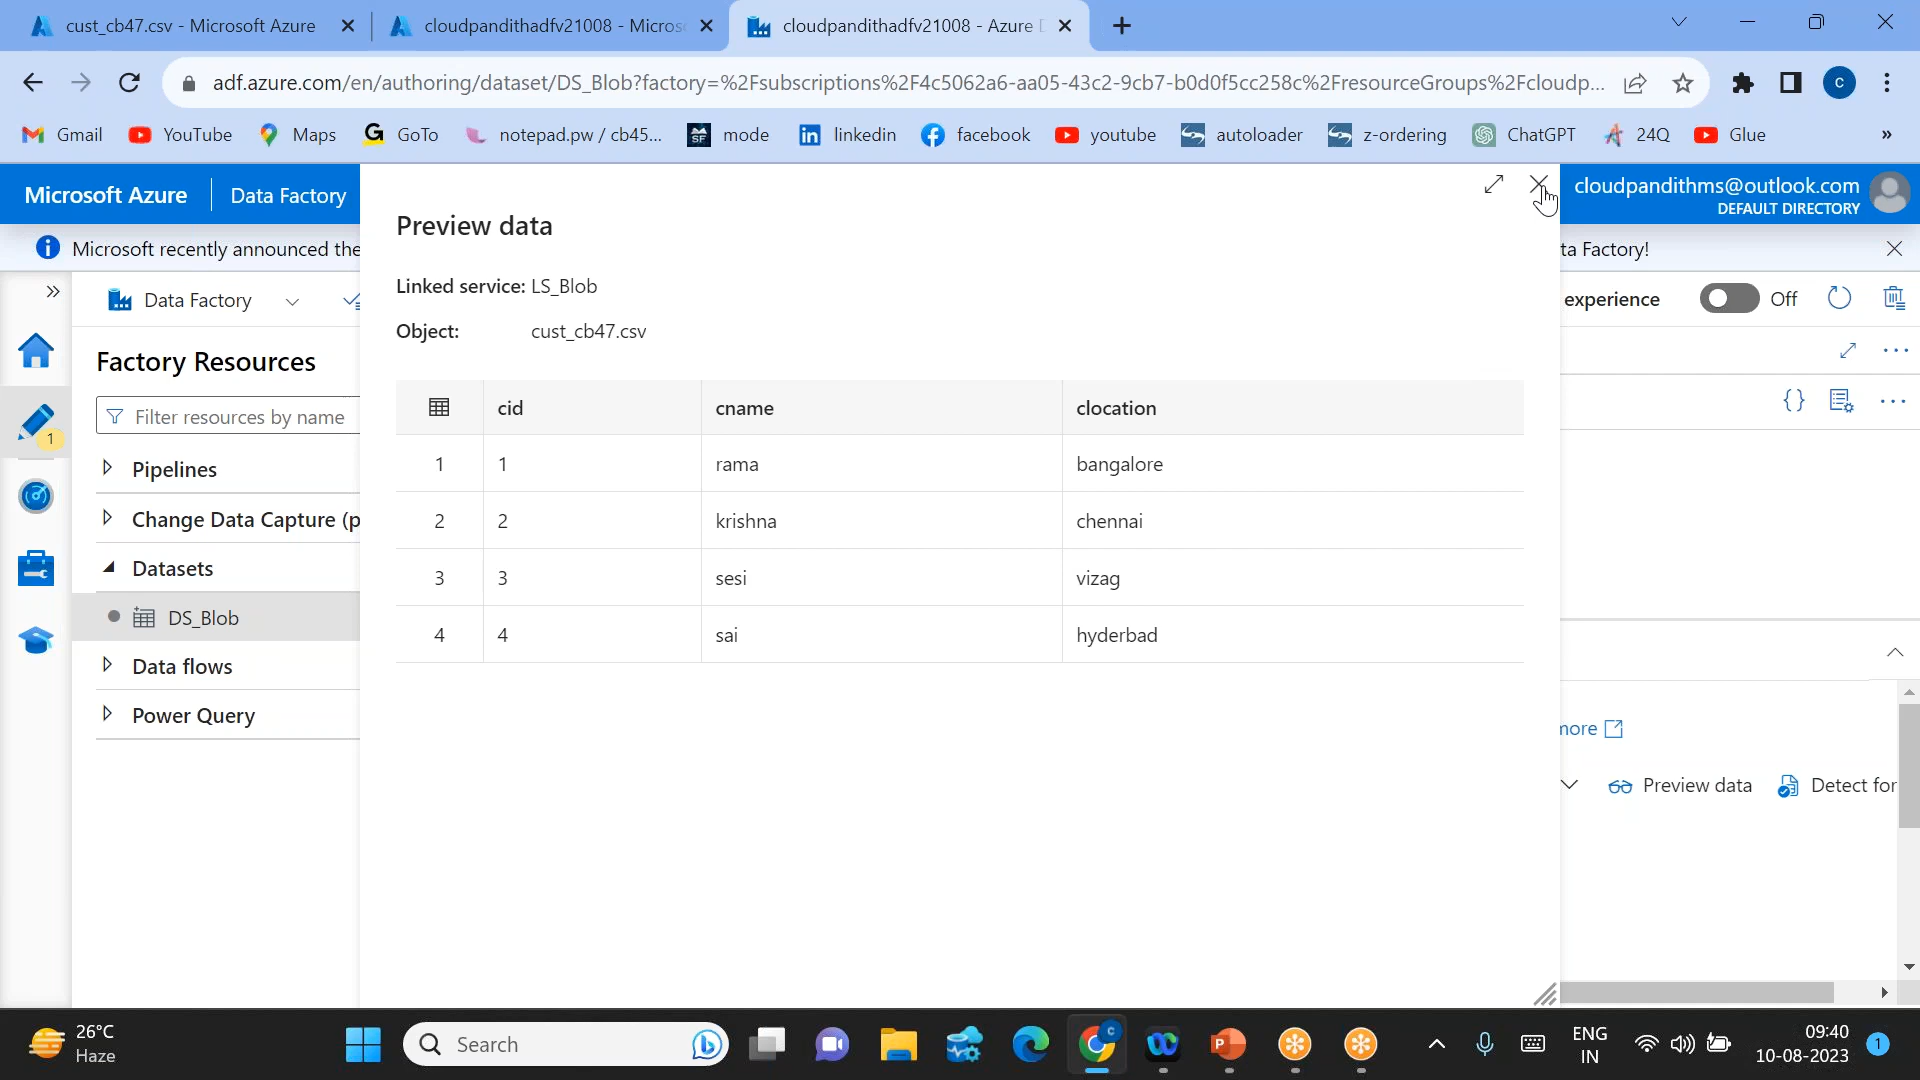 cust_cb47.csv - Microsoft Azure
cloudpandithadfv21008 - Micros
cloudpandithadfv21008 - Azure D
adf.azure.com/en/authoring/dataset/DS_Blob?factory=%2Fsubscriptions%2F4c5062a6-aa05-43c2-9cb7-b0d0f5cc258c%2FresourceGroups%2Fcloudp...
C
Gmail YouTube Maps GoTo notepad.pw / cb45... mode linkedin facebook youtube autoloader z-ordering ChatGPT 24Q Glue »
Microsoft Azure Data Factory
cloudpandithms@outlook.com
DEFAULT DIRECTORY
Microsoft recently announced the
ta Factory!
Data Factory
experience Off
Factory Resources
Filter resources by name
1
Pipelines
Change Data Capture (p
Datasets
DS_Blob
Data flows
Power Query
Preview data
Linked service: LS_Blob
Object: cust_cb47.csv
cid cname clocation
1 1 rama bangalore
2 2 krishna chennai
3 3 sesi vizag
4 4 sai hyderbad
more
Preview data Detect for
26°C
Haze
Search
ENG
IN
09:40
10-08-2023
1